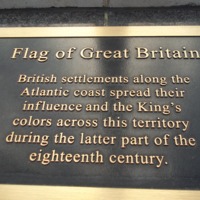 Flag of Great Britain
British settlements along the
Atlantic coast spread their
influence and the King's
colors across this territory
during the latter part of the
eighteenth century.